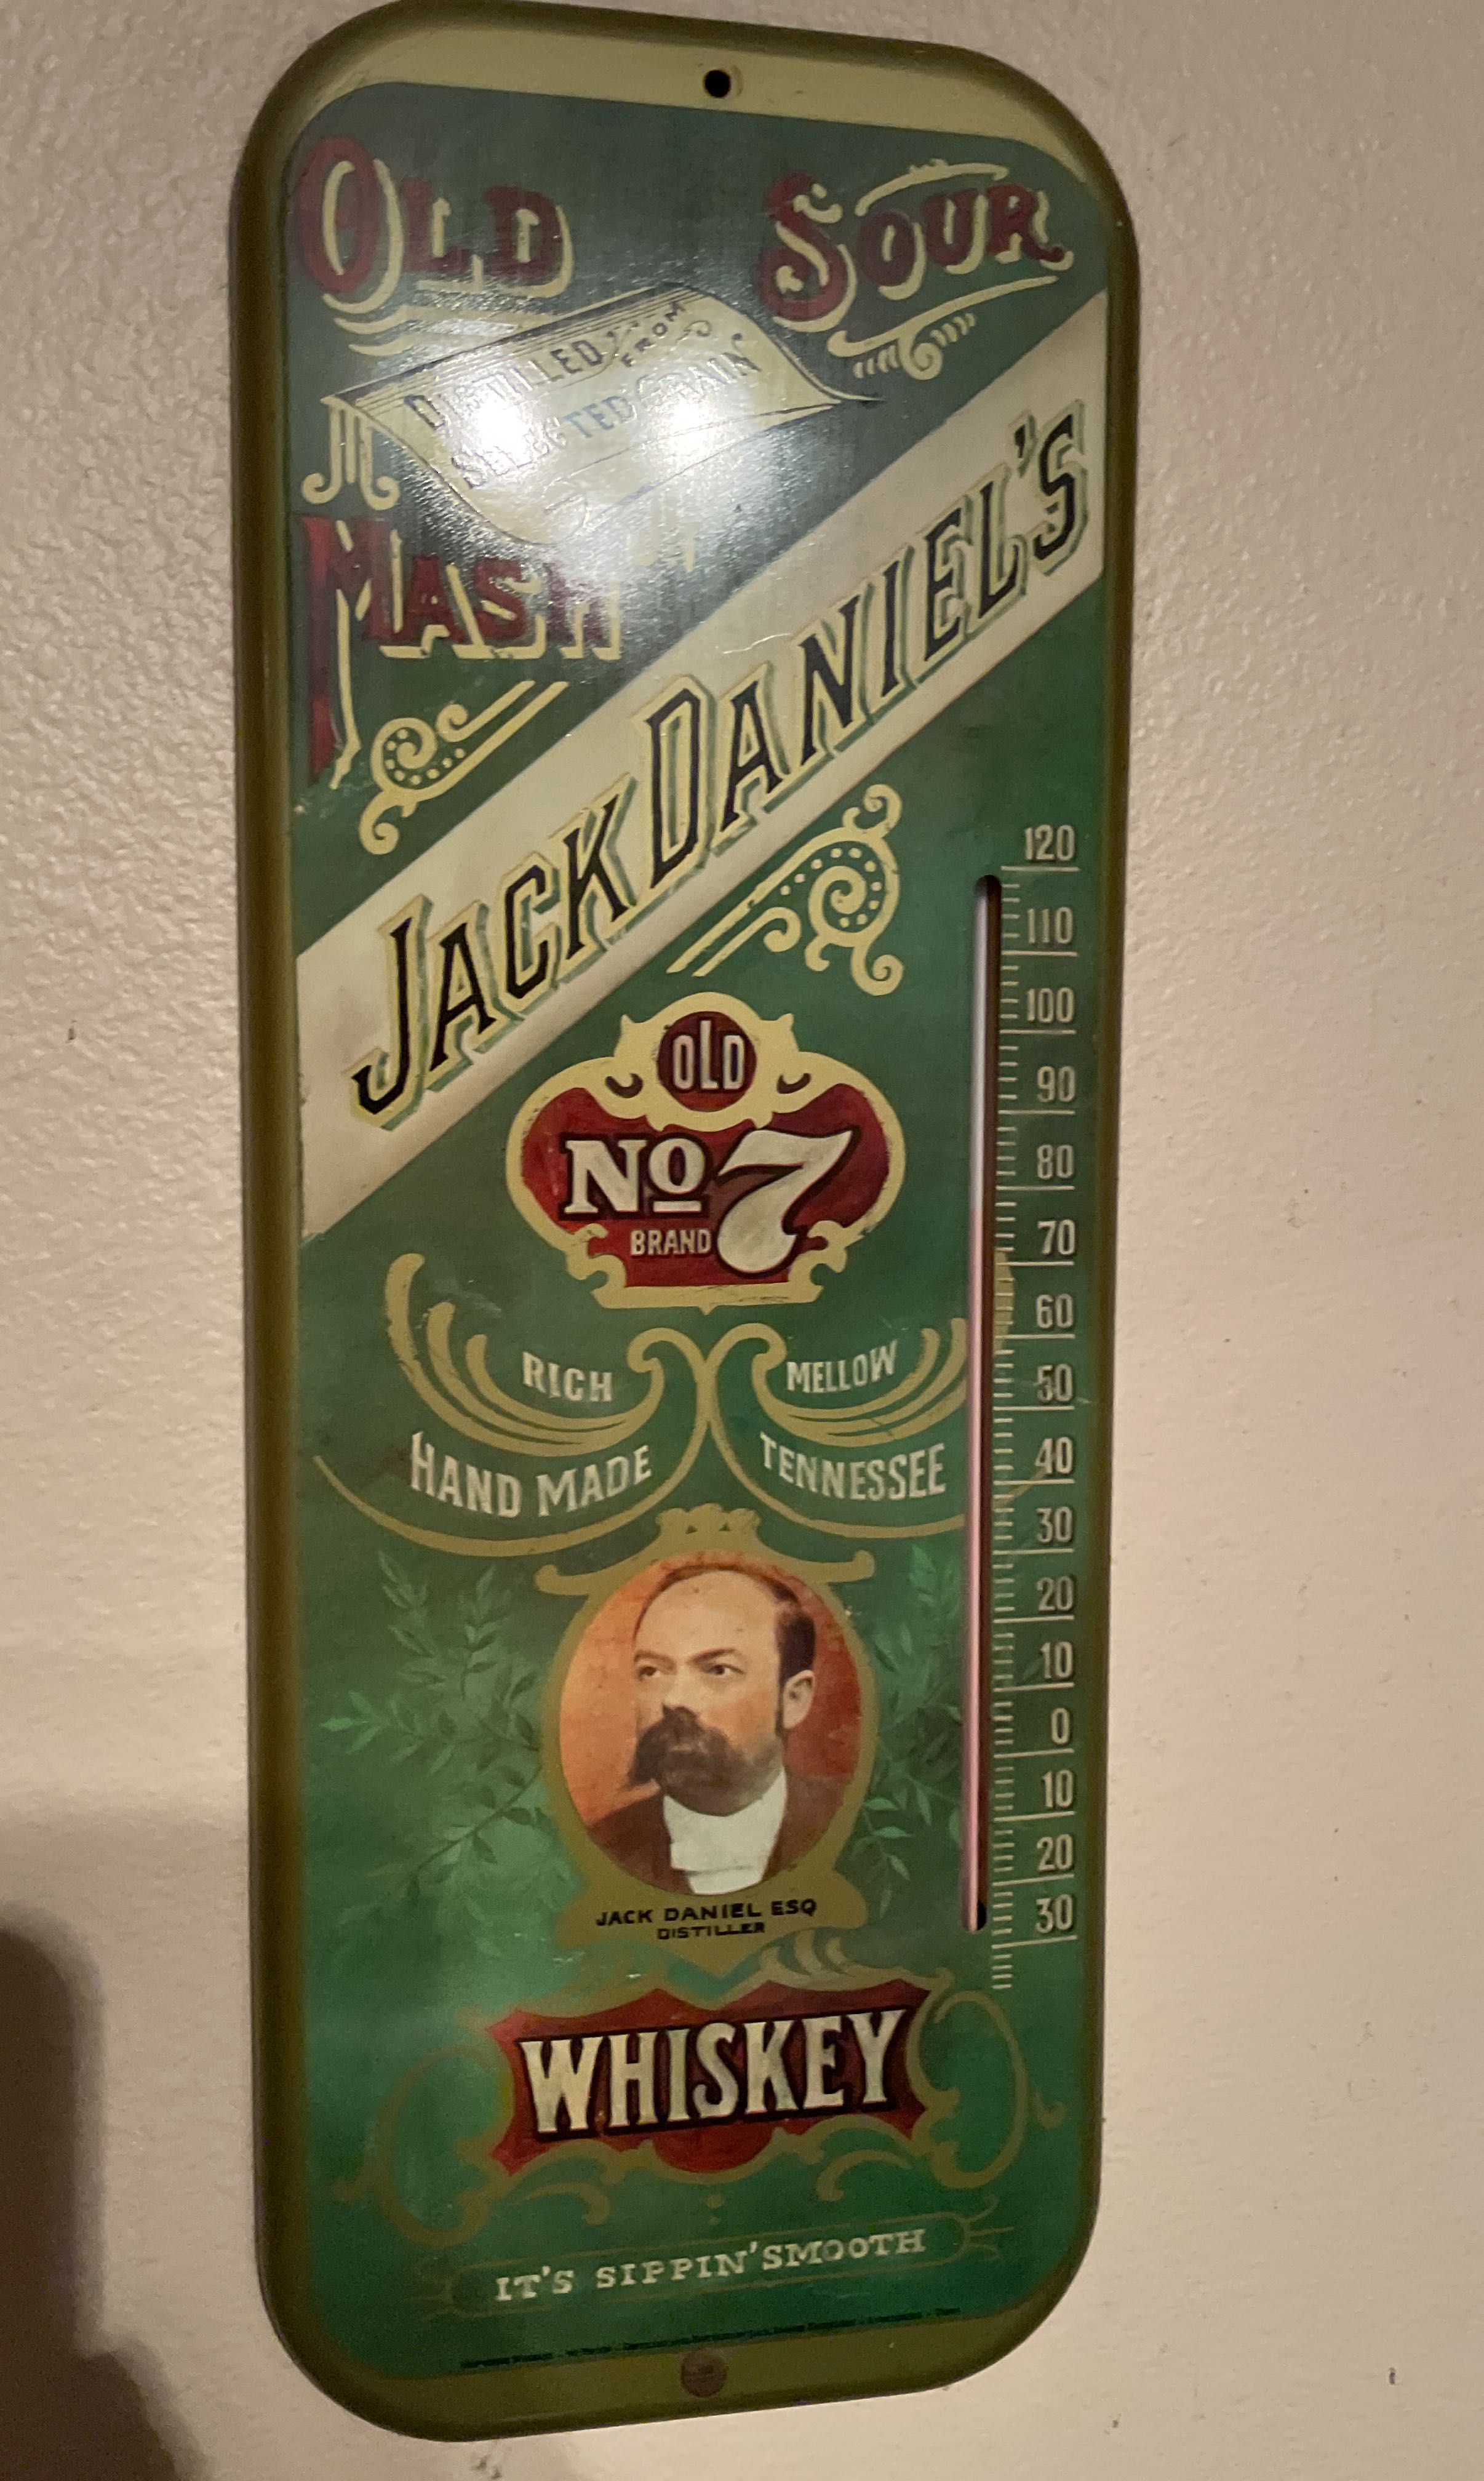 OLD SOUR
DISTILLED FROM
SELECTED GRAIN
MASH
JACK DANIEL'S
OLD
No 7
BRAND
RICH MELLOW
HAND MADE TENNESSEE
JACK DANIEL ESQ
DISTILLER
WHISKEY
IT'S SIPPIN' SMOOTH
120
110
100
90
80
70
60
50
40
30
20
10
0
10
20
30